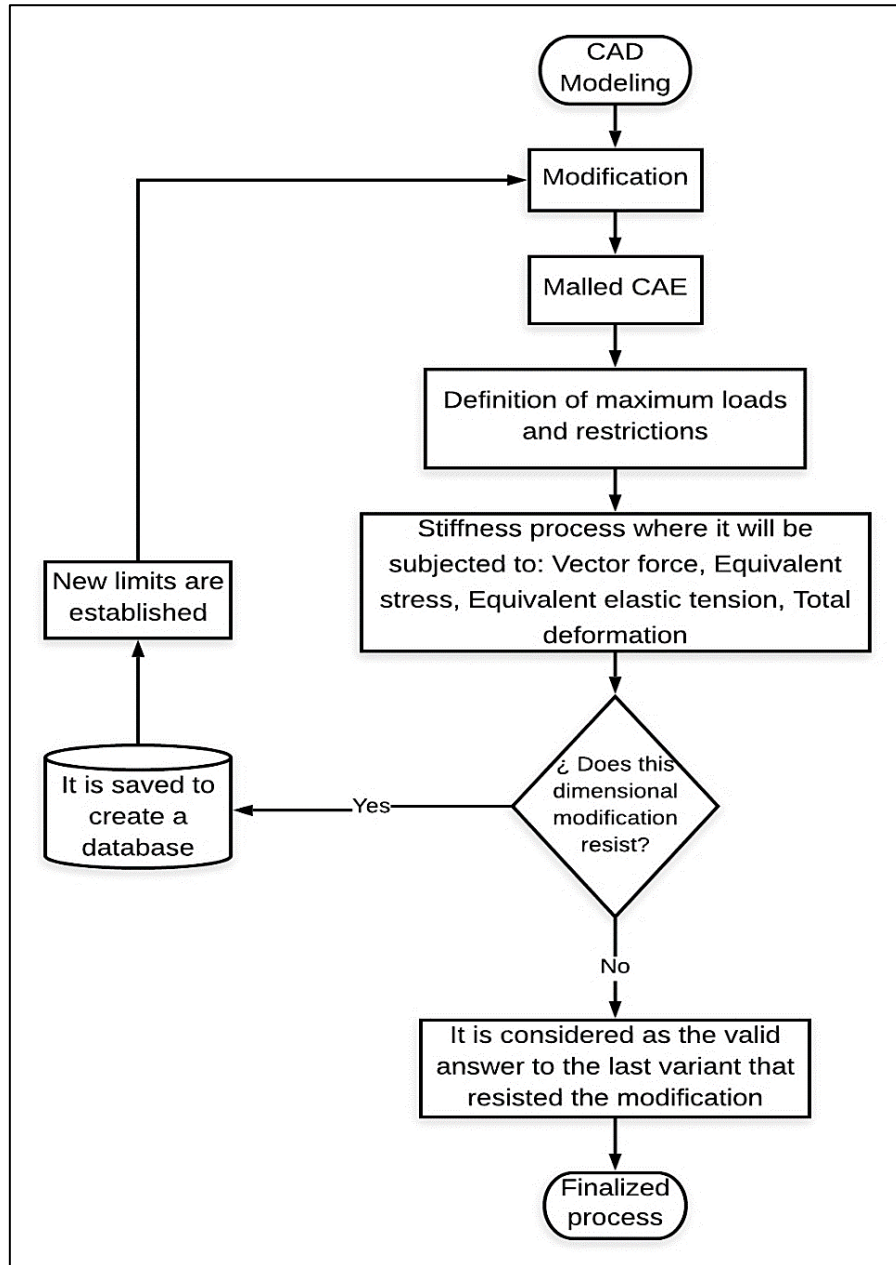 CAD
Modeling
Modification
Malled CAE
Definition of maximum loads
and restrictions
Stiffness process where it will be
subjected to: Vector force, Equivalent
stress, Equivalent elastic tension, Total
deformation
New limits are
established
¿ Does this
dimensional
modification
resist?
Yes
It is saved to
create a
database
No
It is considered as the valid
answer to the last variant that
resisted the modification
Finalized
process